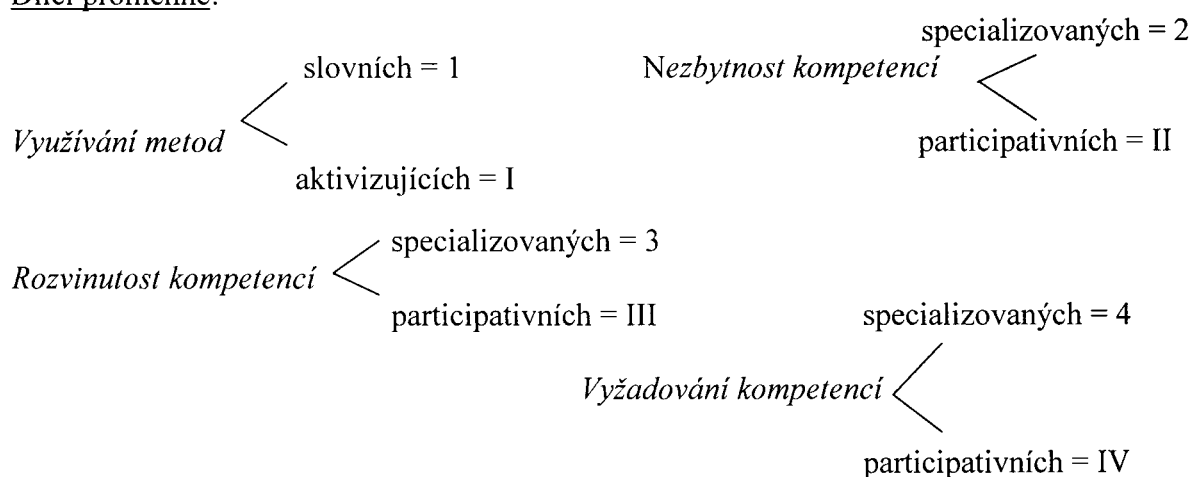 Dílčí proměnné:
specializovaných = 2
slovních = 1
Nezbytnost kompetencí
Využívání metod
participativních = II
aktivizujících = I
specializovaných = 3
Rozvinutost kompetencí
participativních = III
specializovaných = 4
Vyžadování kompetencí
participativních = IV